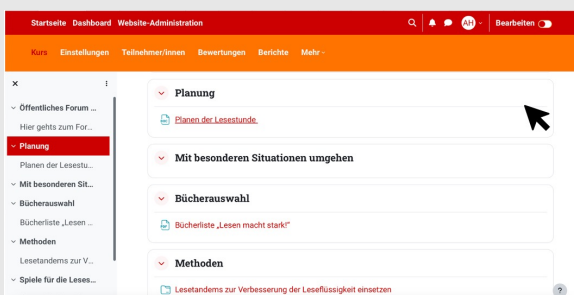 Startseite Dashboard Website-Administration AH Bearbeiten
Kurs Einstellungen Teilnehmer/innen Bewertungen Berichte Mehr
Öffentliches Forum ...
Hier gehts zum For...
Planung
Planen der Lesestu...
Mit besonderen Sit...
Bücherauswahl
Bücherliste „Lesen ...
Methoden
Lesetandems zur V...
Spiele für die Leses...
Planung
Planen der Lesestunde
Mit besonderen Situationen umgehen
Bücherauswahl
Bücherliste „Lesen macht stark!“
Methoden
Lesetandems zur Verbesserung der Leseflüssigkeit einsetzen
?